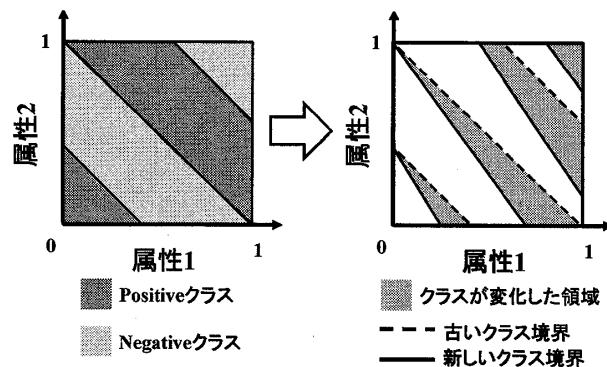 1
属性2
0
属性1
1
Positiveクラス
Negativeクラス
1
属性2
0
属性1
1
クラスが変化した領域
古いクラス境界
新しいクラス境界